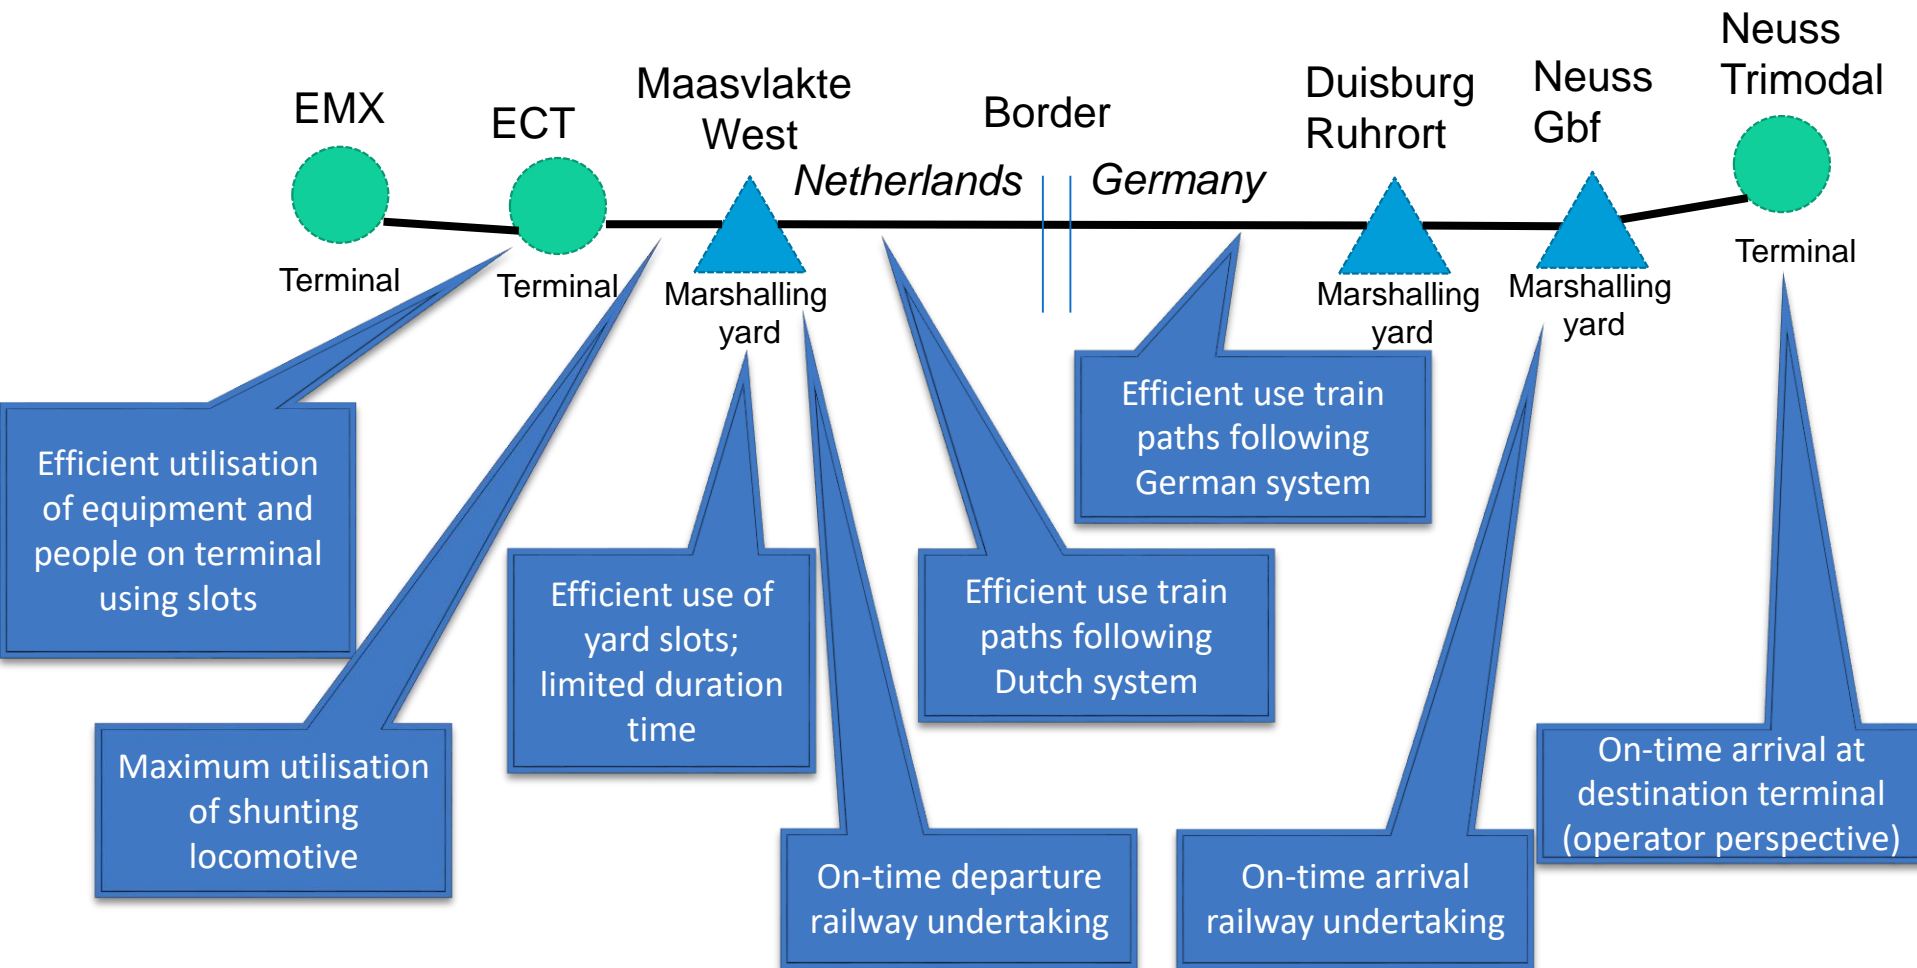 EMX
Terminal
ECT
Terminal
Maasvlakte
West
Marshalling
yard
Netherlands
Border
Germany
Duisburg
Ruhrort
Marshalling
yard
Neuss
Gbf
Marshalling
yard
Neuss
Trimodal
Terminal
Efficient utilisation
of equipment and
people on terminal
using slots
Maximum utilisation
of shunting
locomotive
Efficient use of
yard slots;
limited duration
time
On-time departure
railway undertaking
Efficient use train
paths following
Dutch system
Efficient use train
paths following
German system
On-time arrival
railway undertaking
On-time arrival at
destination terminal
(operator perspective)